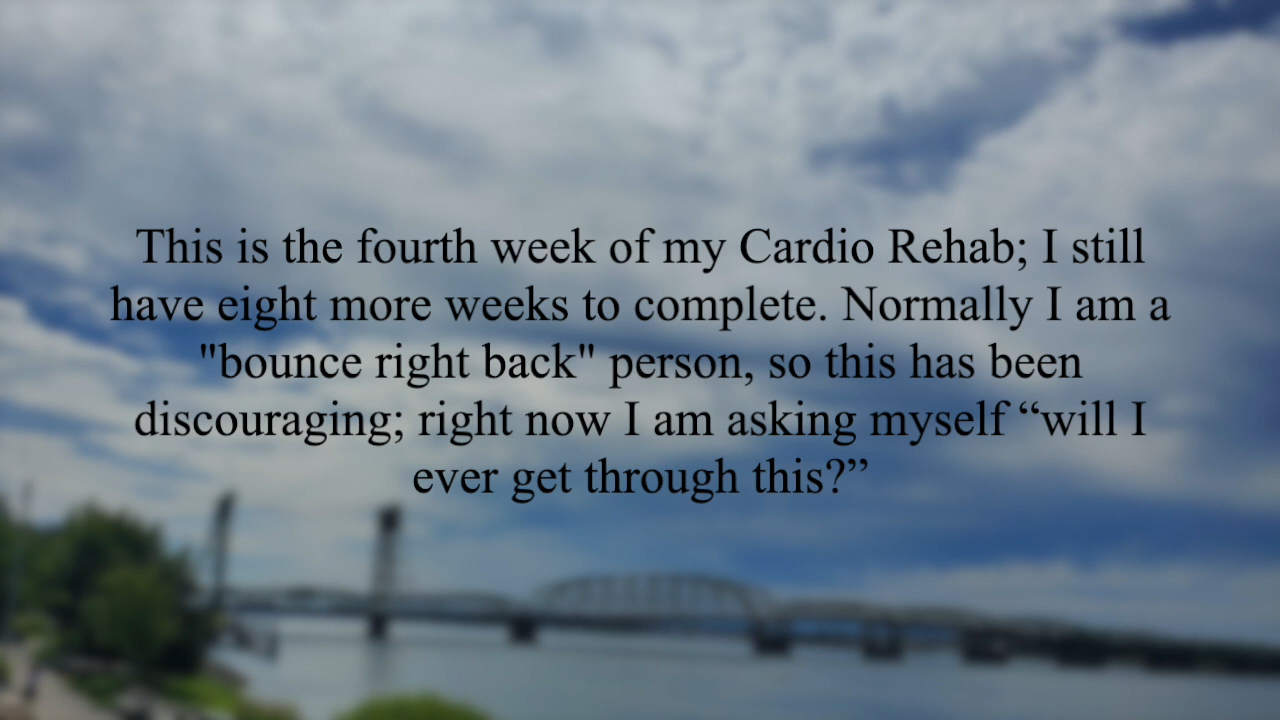 This is the fourth week of my Cardio Rehab; I still
have eight more weeks to complete. Normally I am a
"bounce right back" person, so this has been
discouraging; right now I am asking myself “will I
ever get through this?”